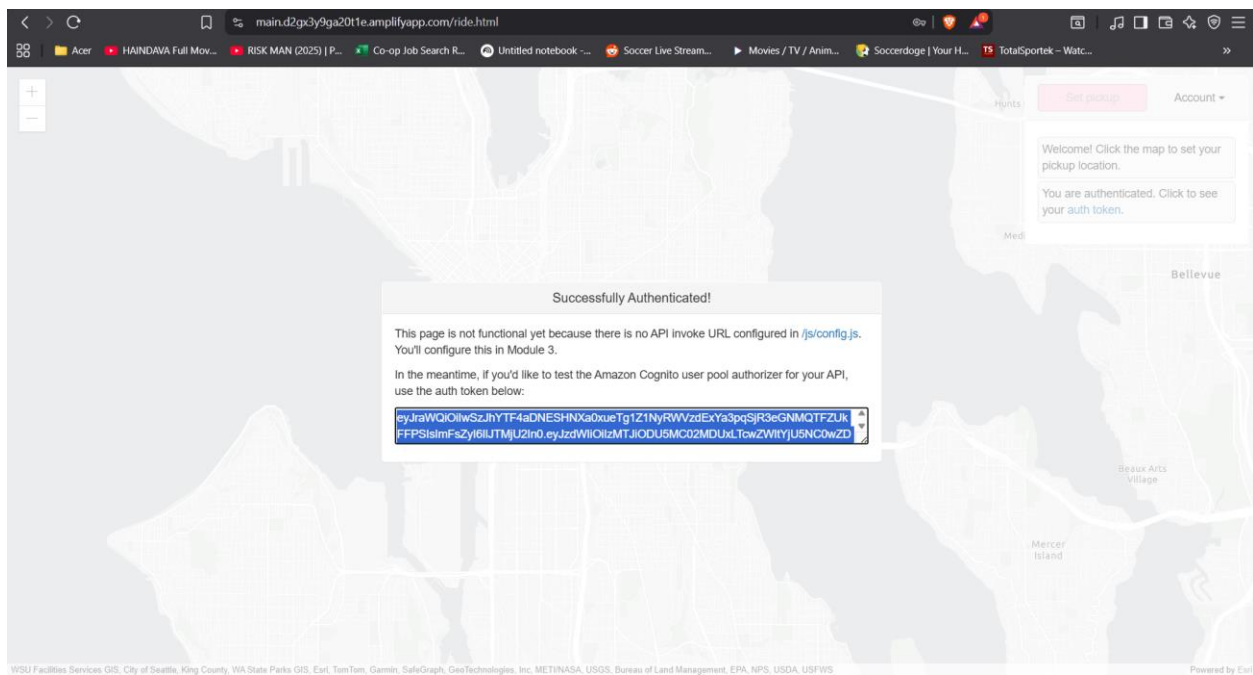 main.d2gx3y9ga20t1e.amplifyapp.com/ride.html
Acer
HAINDAVA Full Mov...
RISK MAN (2025) | P...
Co-op Job Search R...
Untitled notebook -...
Soccer Live Stream...
Movies / TV / Anim...
Soccerdoge | Your H...
TotalSportek – Watc...
»
Hunts
Set pickup
Account
Welcome! Click the map to set your
pickup location.
You are authenticated. Click to see
your auth token.
Medi
Bellevue
Successfully Authenticated!
This page is not functional yet because there is no API invoke URL configured in /js/config.js.
You'll configure this in Module 3.
In the meantime, if you'd like to test the Amazon Cognito user pool authorizer for your API,
use the auth token below:
Beaux Arts
Village
Mercer
Island
WSU Facilities Services GIS, City of Seattle, King County, WA State Parks GIS, Esri, TomTom, Garmin, SafeGraph, GeoTechnologies, Inc, METI/NASA, USGS, Bureau of Land Management, EPA, NPS, USDA, USFWS
Powered by Esri